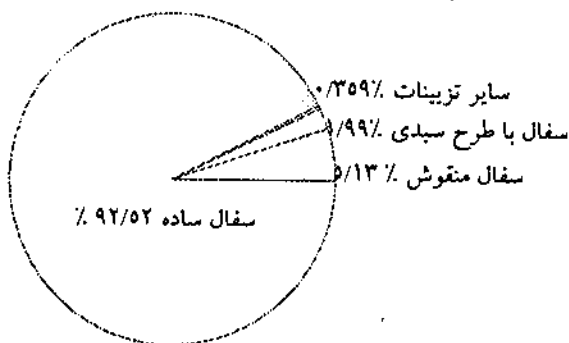 سایر تزیینات ٪۰/۳۵۹
سفال با طرح سبدی ٪۱/۹۹
سفال منقوش ٪ ۵/۱۳
سفال ساده ۹۲/۵۲ ٪